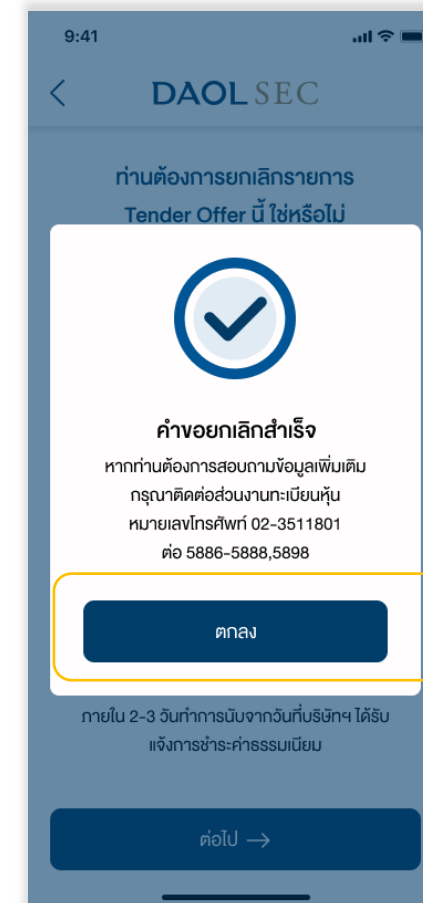 9:41
DAOL SEC
ท่านต้องการยกเลิกรายการ
Tender Offer นี้ ใช่หรือไม่
คำขอยกเลิกสำเร็จ
หากท่านต้องการสอบถามข้อมูลเพิ่มเติม
กรุณาติดต่อส่วนงานทะเบียนหุ้น
หมายเลขโทรศัพท์ 02-3511801
ต่อ 5886-5888,5898
ตกลง
ภายใน 2-3 วันทำการนับจากวันที่บริษัทฯ ได้รับ
แจ้งการชำระค่าธรรมเนียม
ต่อไป →